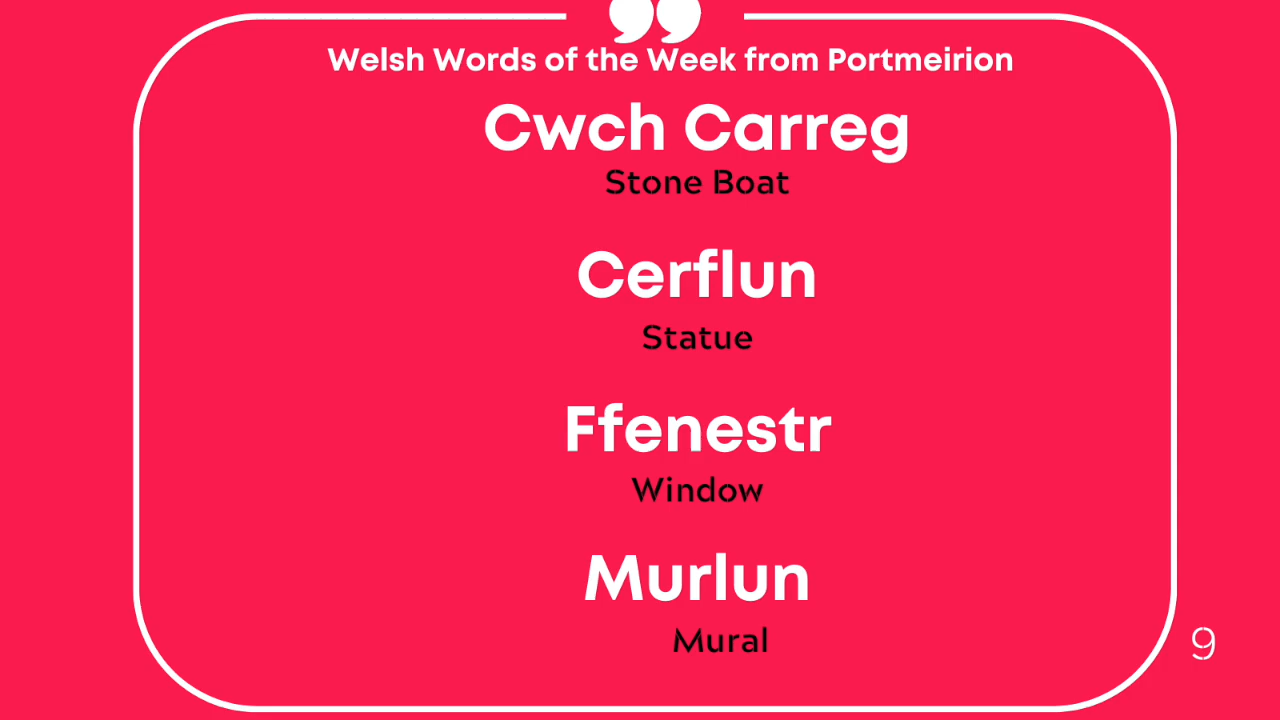 Welsh Words of the Week from Portmeirion
Cwch Carreg
Stone Boat
Cerflun
Statue
Ffenestr
Window
Murlun
Mural
9